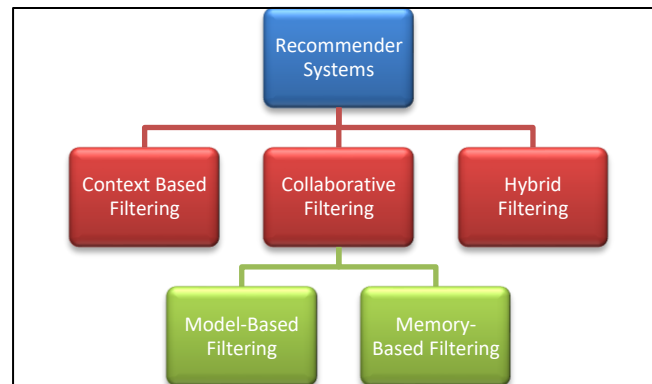 Recommender
Systems
Context Based
Filtering
Collaborative
Filtering
Hybrid
Filtering
Model-Based
Filtering
Memory-
Based Filtering